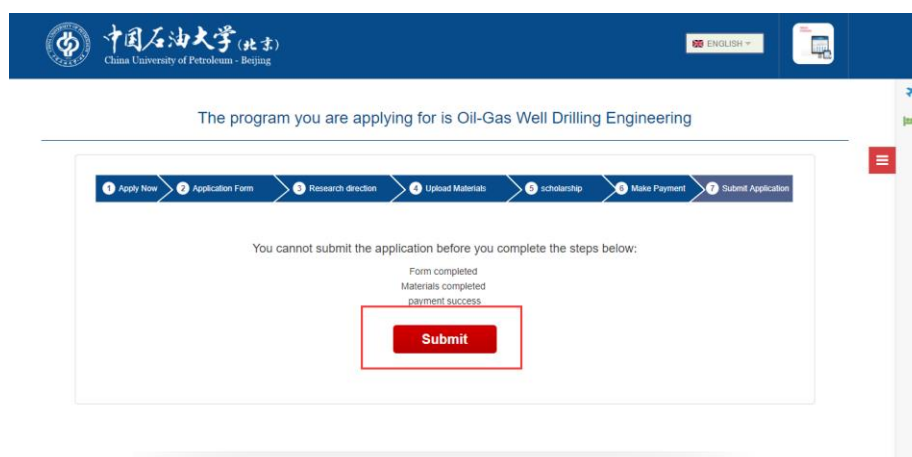 中国石油大学(北京)
China University of Petroleum - Beijing
ENGLISH
The program you are applying for is Oil-Gas Well Drilling Engineering
1 Apply Now 2 Application Form 3 Research direction 4 Upload Materials 5 scholarship 6 Make Payment 7 Submit Application
You cannot submit the application before you complete the steps below:
Form completed
Materials completed
payment success
Submit